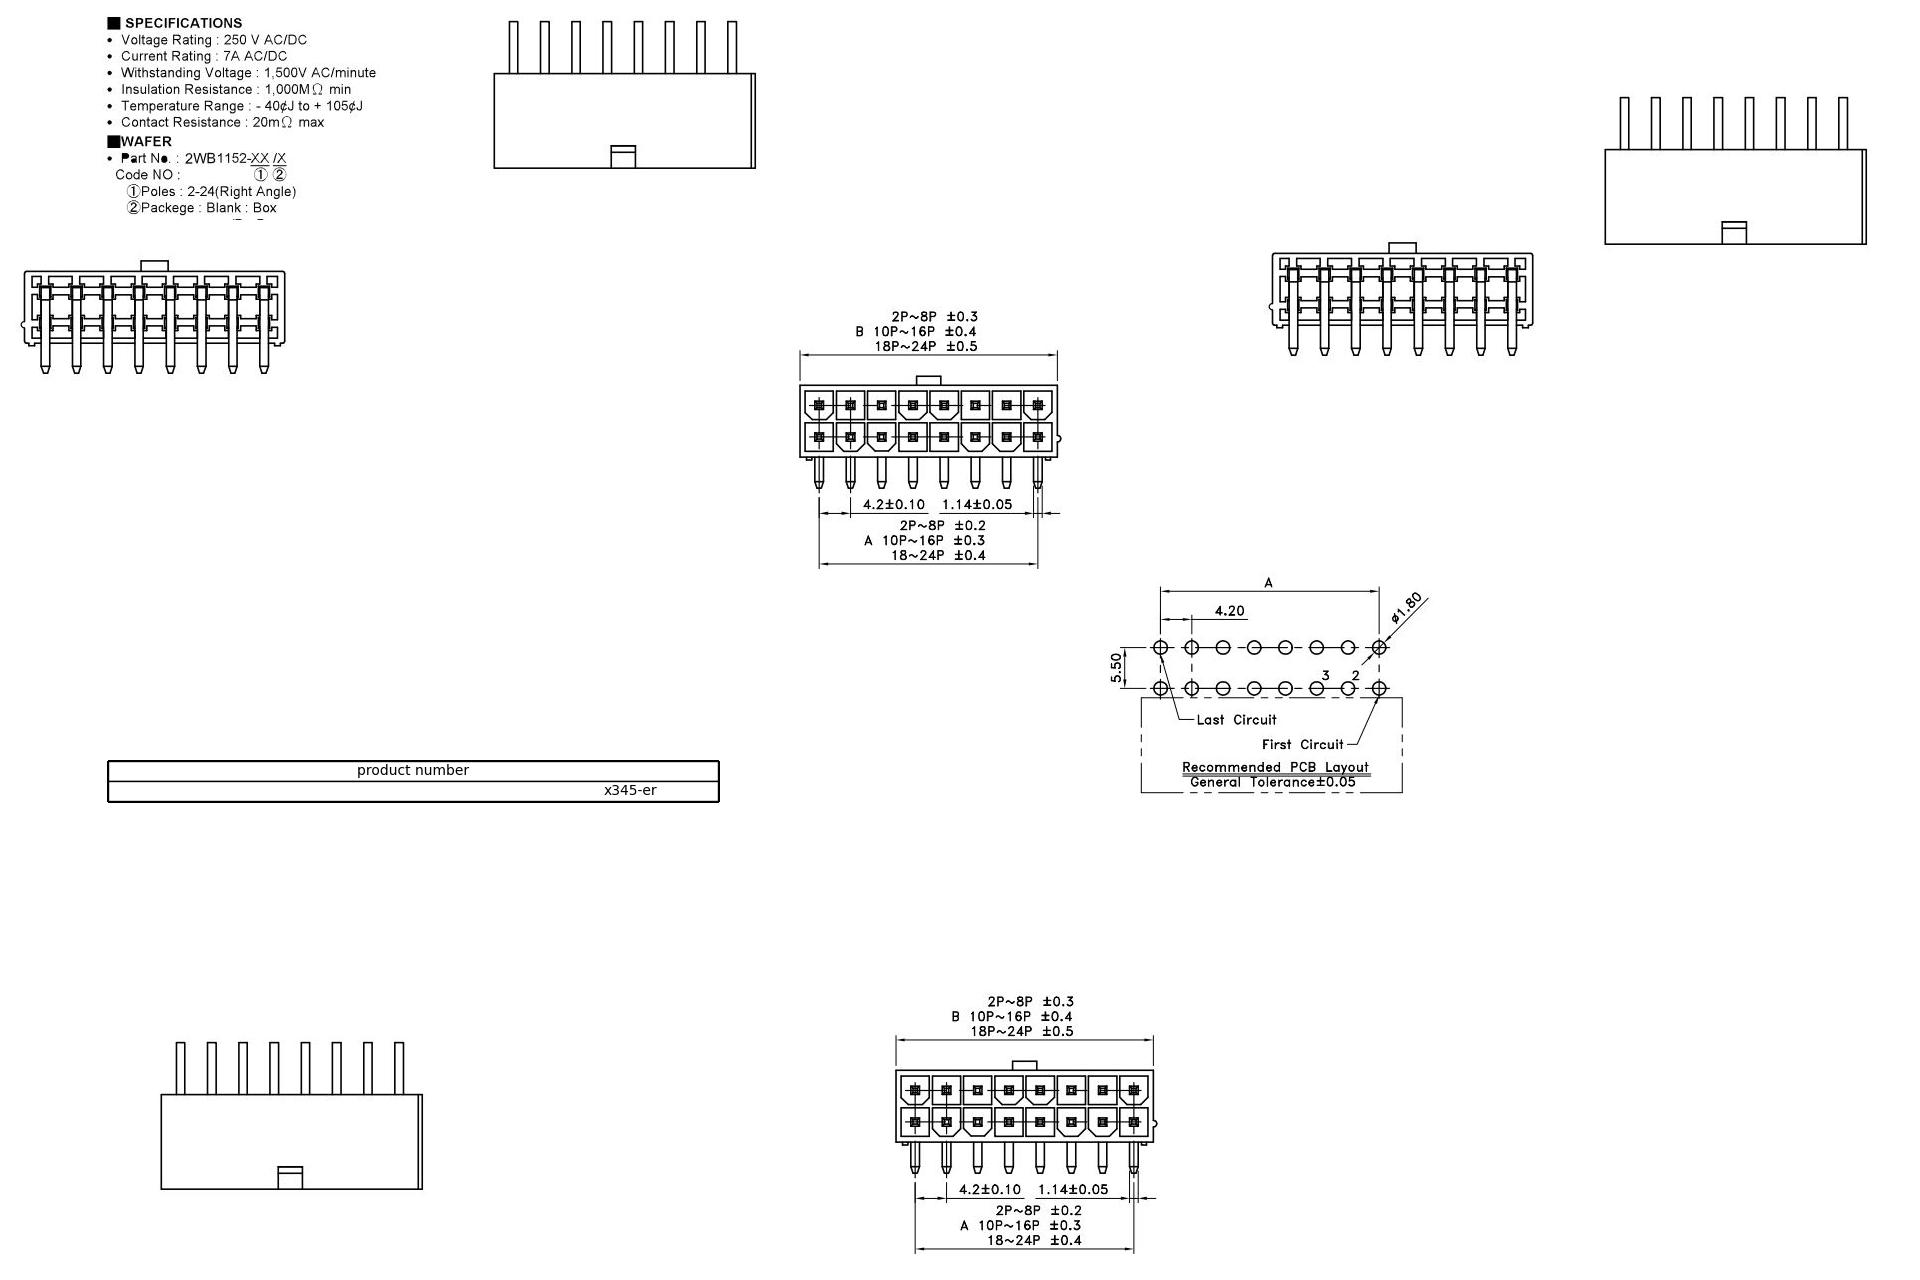 ■ SPECIFICATIONS
• Voltage Rating : 250 V AC/DC
• Current Rating : 7A AC/DC
• Withstanding Voltage : 1,500V AC/minute
• Insulation Resistance : 1,000MΩ min
• Temperature Range : - 40¢J to + 105¢J
• Contact Resistance : 20mΩ max
■WAFER
• Part No. : 2WB1152-XX /X
Code NO : ① ②
①Poles : 2-24(Right Angle)
②Packege : Blank : Box
2P~8P ±0.3
B 10P~16P ±0.4
18P~24P ±0.5
4.2±0.10 1.14±0.05
2P~8P ±0.2
A 10P~16P ±0.3
18~24P ±0.4
A
4.20
ø1.80
5.50
3 2
Last Circuit
First Circuit
Recommended PCB Layout
General Tolerance±0.05
product number
x345-er
2P~8P ±0.3
B 10P~16P ±0.4
18P~24P ±0.5
4.2±0.10 1.14±0.05
2P~8P ±0.2
A 10P~16P ±0.3
18~24P ±0.4